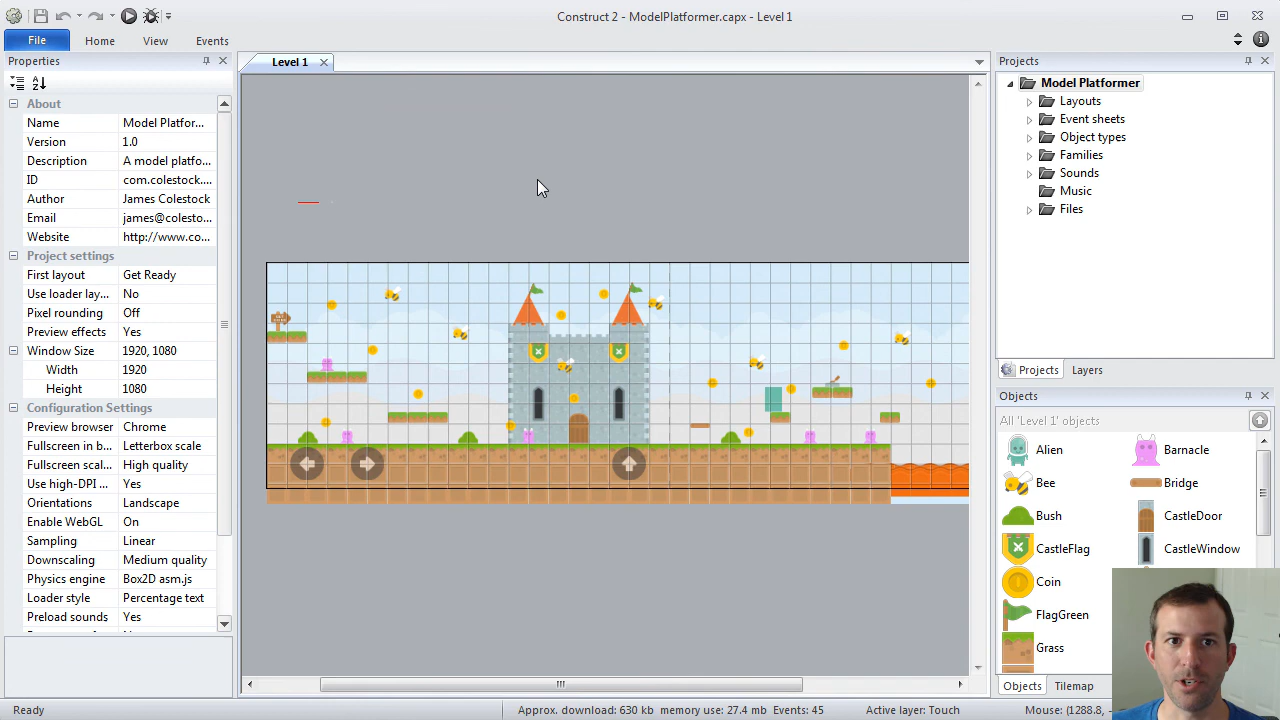 Construct 2 - ModelPlatformer.capx - Level 1
File
Home
View
Events
Properties
About
Name Model Platfor...
Version 1.0
Description A model platfo...
ID com.colestock....
Author James Colestock
Email james@colesto...
Website http://www.co...
Project settings
First layout Get Ready
Use loader lay... No
Pixel rounding Off
Preview effects Yes
Window Size 1920, 1080
Width 1920
Height 1080
Configuration Settings
Preview browser Chrome
Fullscreen in b... Letterbox scale
Fullscreen scal... High quality
Use high-DPI ... Yes
Orientations Landscape
Enable WebGL On
Sampling Linear
Downscaling Medium quality
Physics engine Box2D asm.js
Loader style Percentage text
Preload sounds Yes
Level 1
Projects
Model Platformer
Layouts
Event sheets
Object types
Families
Sounds
Music
Files
Projects
Layers
Objects
All 'Level 1' objects
Alien
Barnacle
Bee
Bridge
Bush
CastleDoor
CastleFlag
CastleWindow
Coin
FlagGreen
Grass
Objects
Tilemap
Ready
Approx. download: 630 kb
memory use: 27.4 mb
Events: 45
Active layer: Touch
Mouse: (1288.8, -